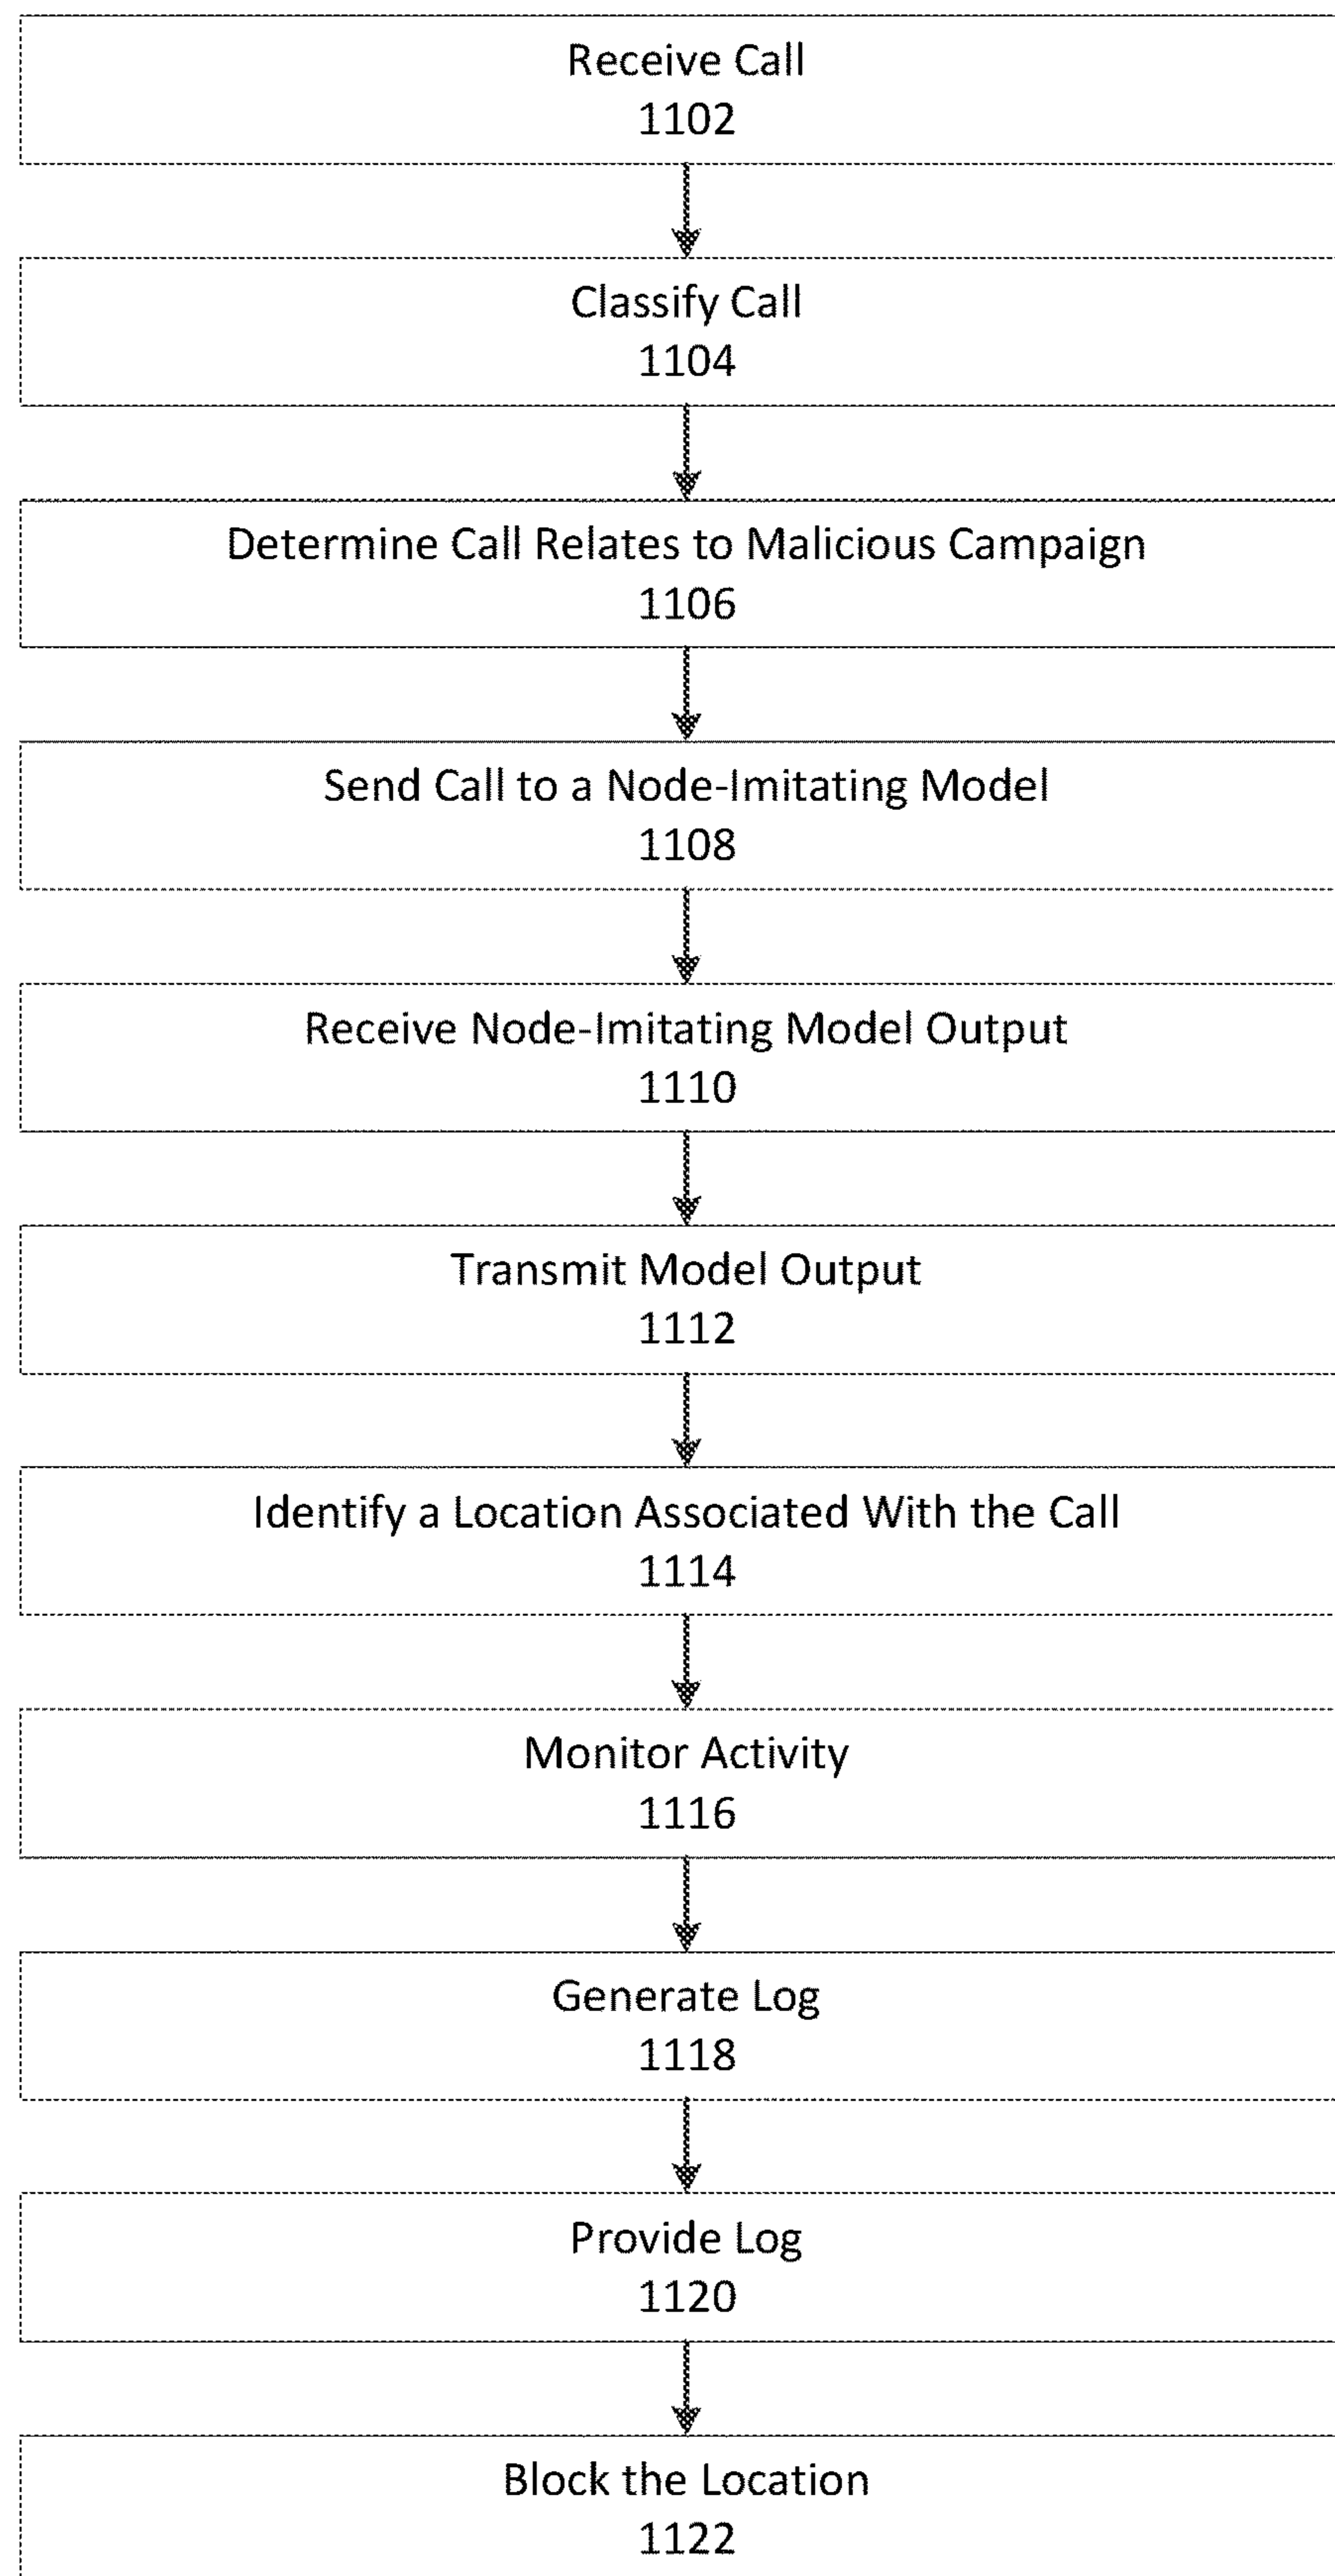 Receive Call
1102
Classify Call
1104
Determine Call Relates to Malicious Campaign
1106
Send Call to a Node-Imitating Model
1108
Receive Node-Imitating Model Output
1110
Transmit Model Output
1112
Identify a Location Associated With the Call
1114
Monitor Activity
1116
Generate Log
1118
Provide Log
1120
Block the Location
1122